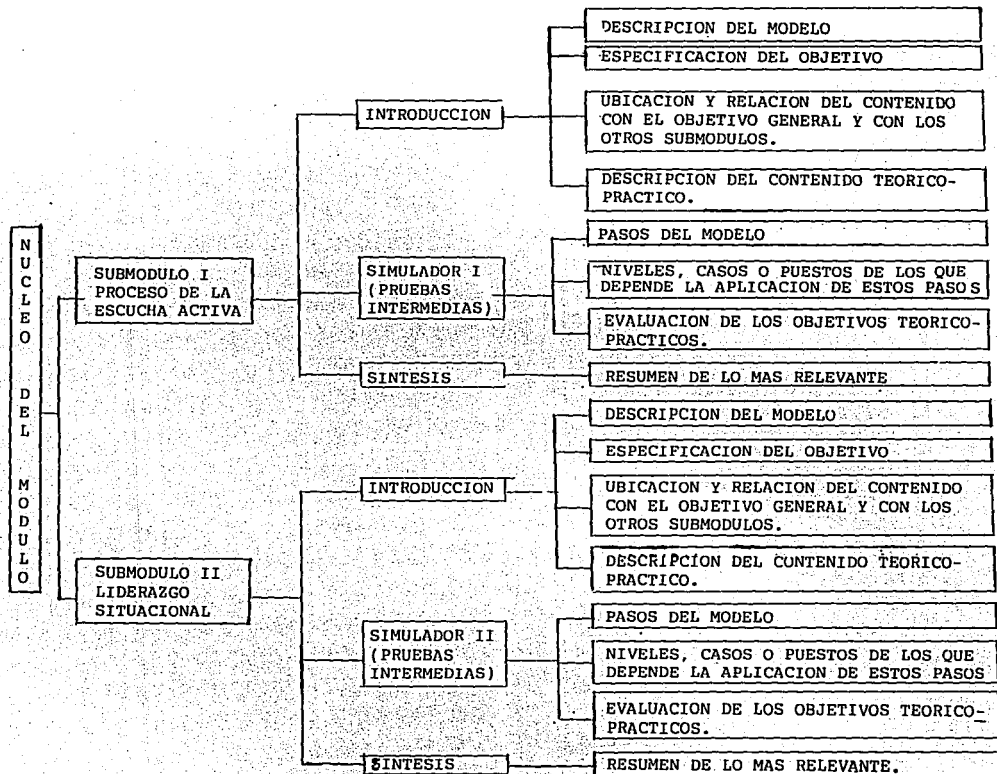 NUCLEO DEL MODULO
SUBMODULO I
PROCESO DE LA
ESCUCHA ACTIVA
INTRODUCCION
DESCRIPCION DEL MODELO
ESPECIFICACION DEL OBJETIVO
UBICACION Y RELACION DEL CONTENIDO
CON EL OBJETIVO GENERAL Y CON LOS
OTROS SUBMODULOS.
DESCRIPCION DEL CONTENIDO TEORICO-
PRACTICO.
SIMULADOR I
(PRUEBAS
INTERMEDIAS)
PASOS DEL MODELO
NIVELES, CASOS O PUESTOS DE LOS QUE
DEPENDE LA APLICACION DE ESTOS PASOS
EVALUACION DE LOS OBJETIVOS TEORICO-
PRACTICOS.
SINTESIS
RESUMEN DE LO MAS RELEVANTE
SUBMODULO II
LIDERAZGO
SITUACIONAL
INTRODUCCION
DESCRIPCION DEL MODELO
ESPECIFICACION DEL OBJETIVO
UBICACION Y RELACION DEL CONTENIDO
CON EL OBJETIVO GENERAL Y CON LOS
OTROS SUBMODULOS.
DESCRIPCION DEL CONTENIDO TEORICO-
PRACTICO.
SIMULADOR II
(PRUEBAS
INTERMEDIAS)
PASOS DEL MODELO
NIVELES, CASOS O PUESTOS DE LOS QUE
DEPENDE LA APLICACION DE ESTOS PASOS
EVALUACION DE LOS OBJETIVOS TEORICO-
PRACTICOS.
SINTESIS
RESUMEN DE LO MAS RELEVANTE.